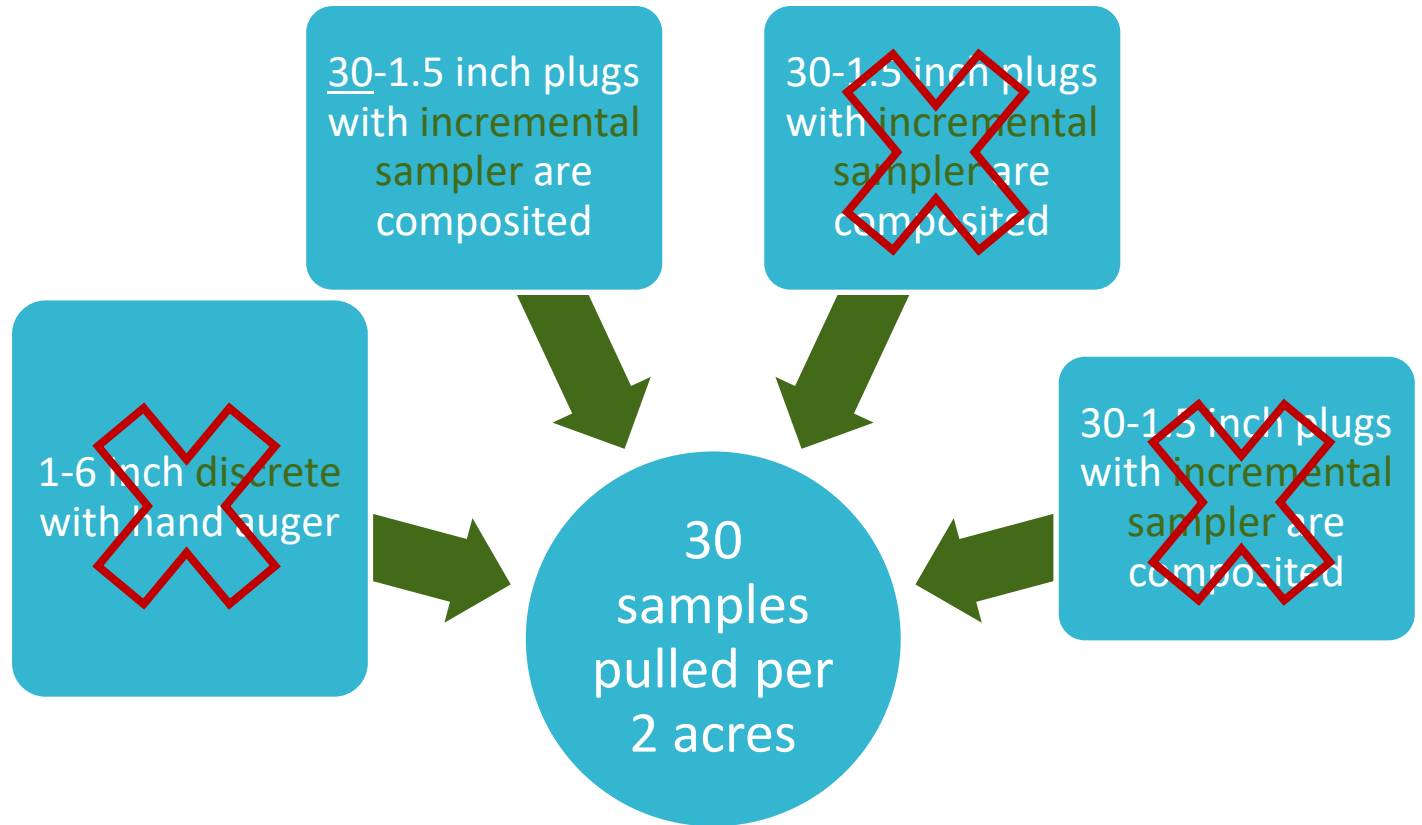 30-1.5 inch plugs
with incremental
sampler are
composited
30-1.5 inch plugs
with incremental
sampler are
composited
1-6 inch discrete
with hand auger
30-1.5 inch plugs
with incremental
sampler are
composited
30
samples
pulled per
2 acres